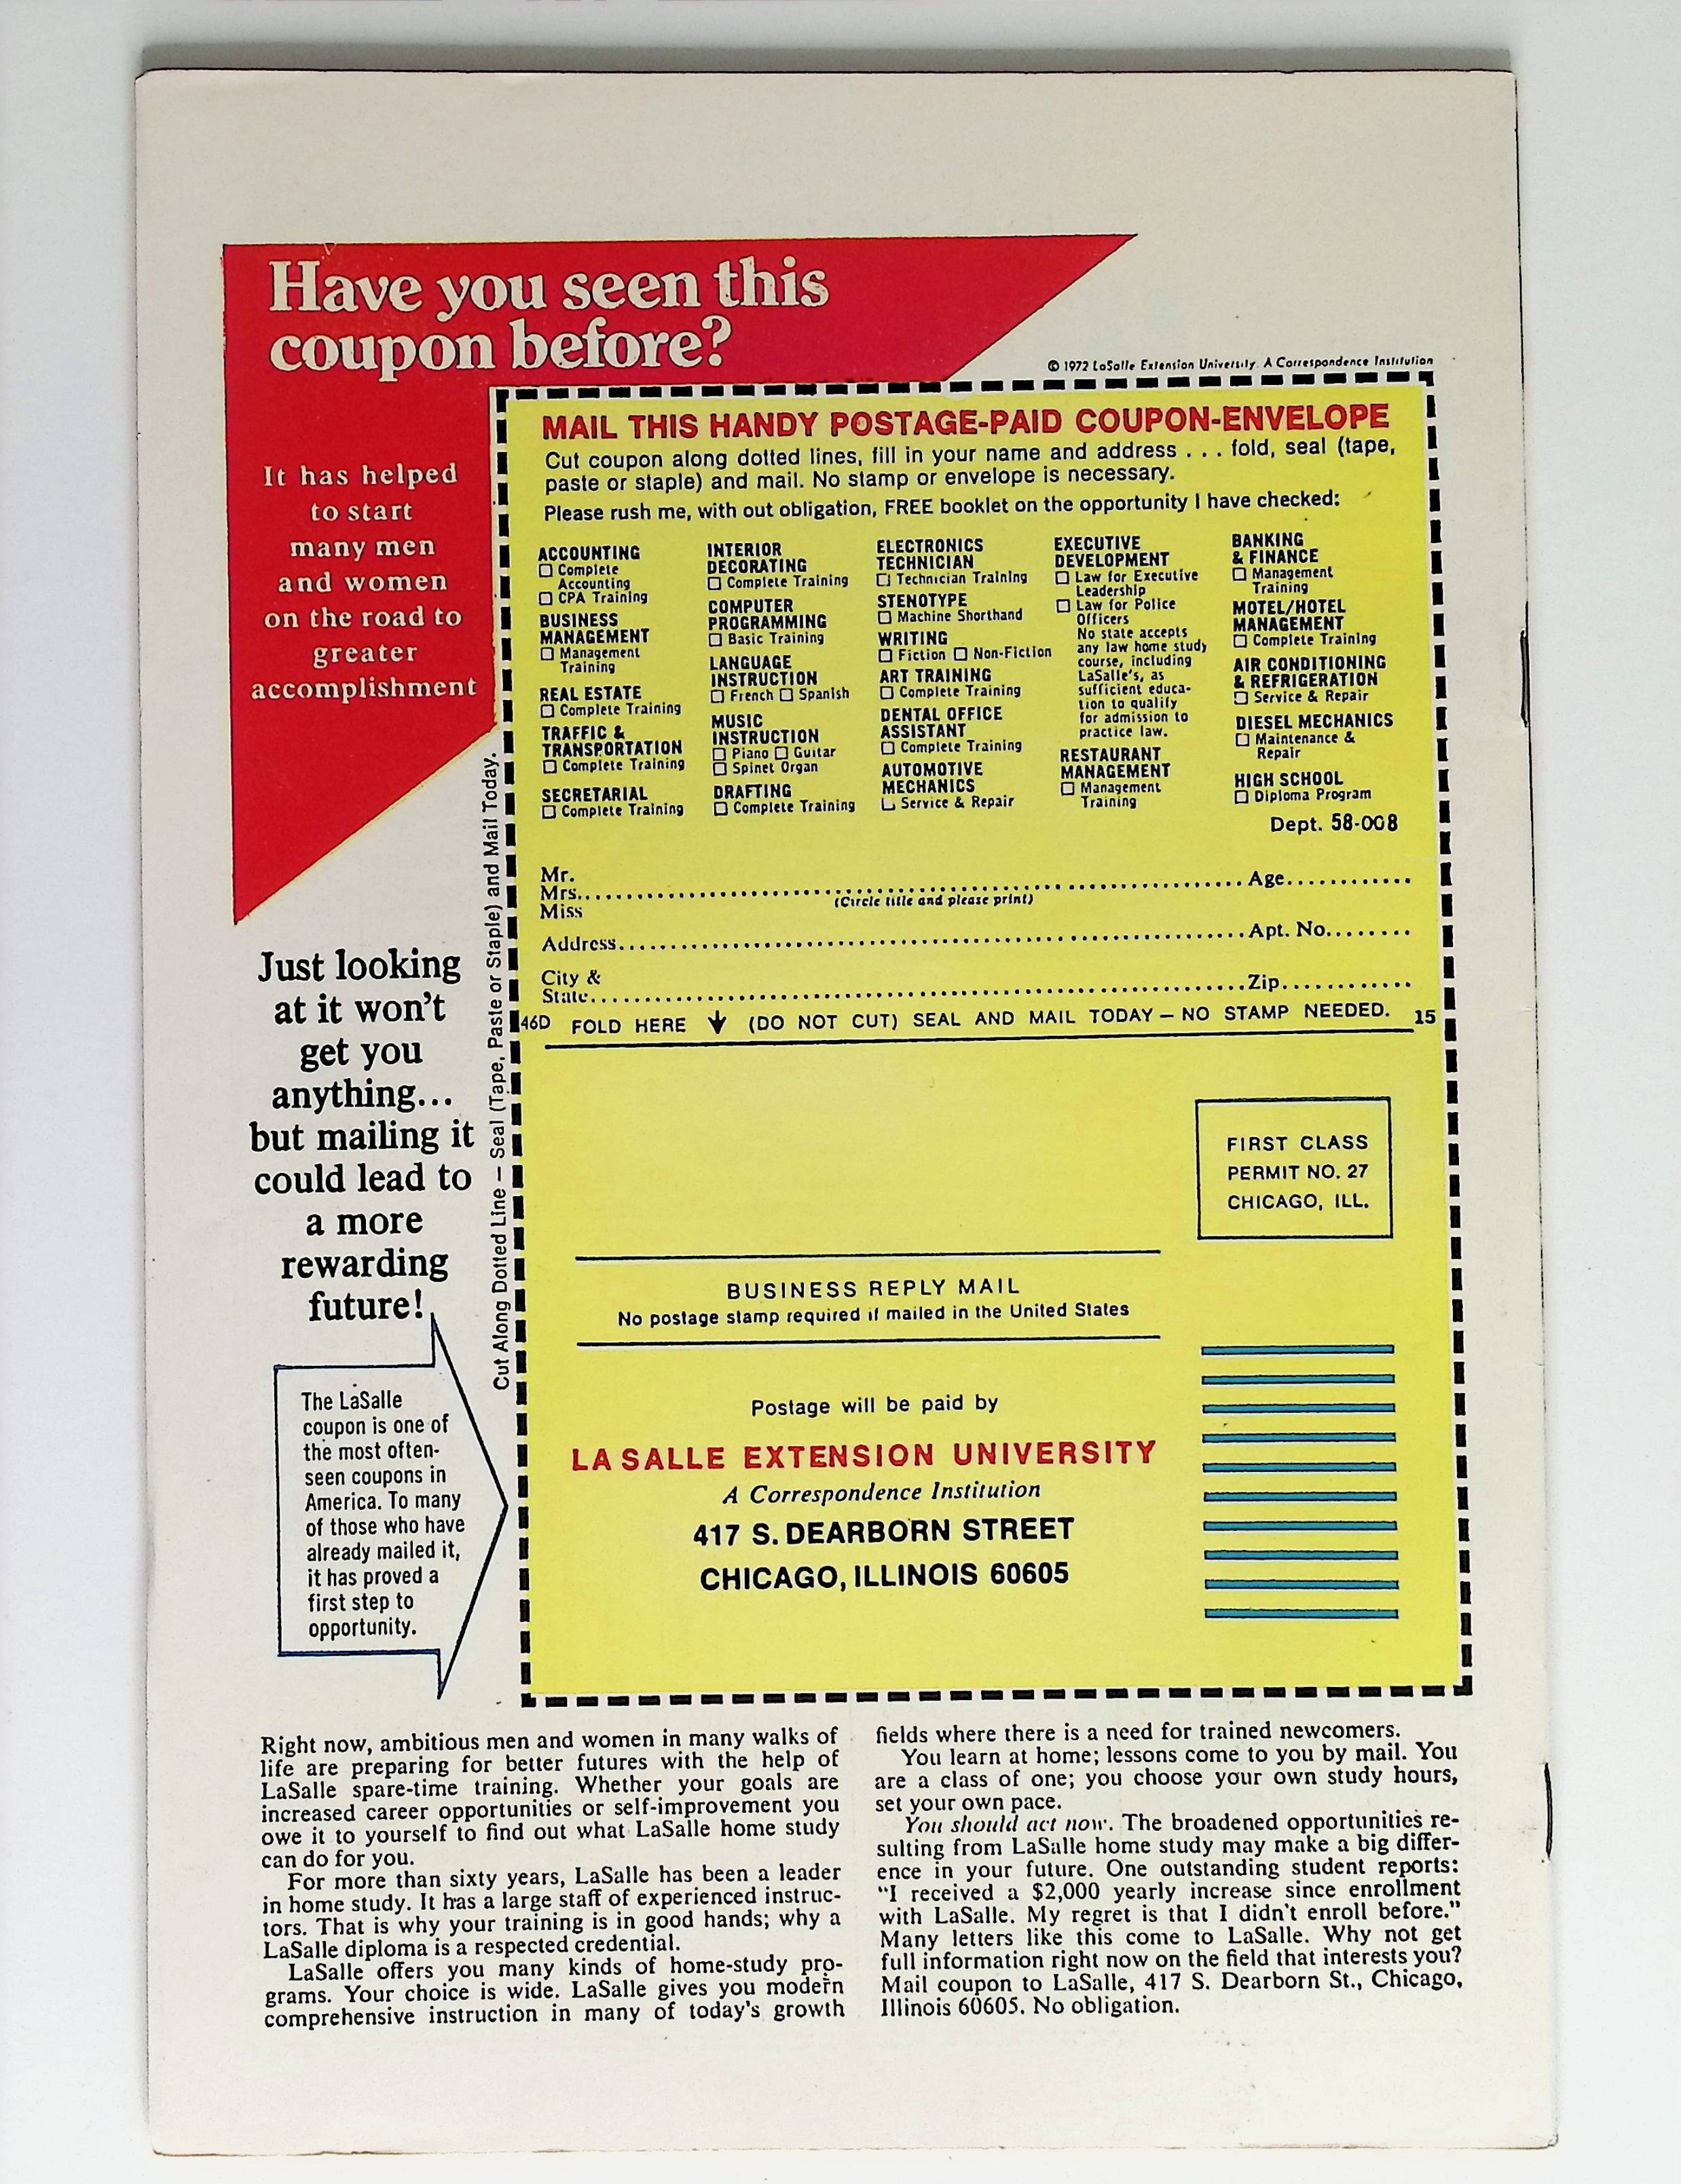 Have you seen this
coupon before?
It has helped
to start
many men
and women
on the road to
greater
accomplishment
© 1972 LaSalle Extension University. A Correspondence Institution
MAIL THIS HANDY POSTAGE-PAID COUPON-ENVELOPE
Cut coupon along dotted lines, fill in your name and address . . . fold, seal (tape,
paste or staple) and mail. No stamp or envelope is necessary.
Please rush me, with out obligation, FREE booklet on the opportunity I have checked:
ACCOUNTING
☐ Complete
Accounting
☐ CPA Training
BUSINESS
MANAGEMENT
☐ Management
Training
REAL ESTATE
☐ Complete Training
TRAFFIC &
TRANSPORTATION
☐ Complete Training
SECRETARIAL
☐ Complete Training
INTERIOR
DECORATING
☐ Complete Training
COMPUTER
PROGRAMMING
☐ Basic Training
LANGUAGE
INSTRUCTION
☐ French ☐ Spanish
MUSIC
INSTRUCTION
☐ Piano ☐ Guitar
☐ Spinet Organ
DRAFTING
☐ Complete Training
ELECTRONICS
TECHNICIAN
☐ Technician Training
STENOTYPE
☐ Machine Shorthand
WRITING
☐ Fiction ☐ Non-Fiction
ART TRAINING
☐ Complete Training
DENTAL OFFICE
ASSISTANT
☐ Complete Training
AUTOMOTIVE
MECHANICS
☐ Service & Repair
EXECUTIVE
DEVELOPMENT
☐ Law for Executive
Leadership
☐ Law for Police
Officers
No state accepts
any law home study
course, including
LaSalle's, as
sufficient educa-
tion to qualify
for admission to
practice law.
RESTAURANT
MANAGEMENT
☐ Management
Training
BANKING
& FINANCE
☐ Management
Training
MOTEL/HOTEL
MANAGEMENT
☐ Complete Training
AIR CONDITIONING
& REFRIGERATION
☐ Service & Repair
DIESEL MECHANICS
☐ Maintenance &
Repair
HIGH SCHOOL
☐ Diploma Program
Dept. 58-008
Mr.
Mrs.......... Age..........
Miss
(Circle title and please print)
Address.......... Apt. No..........
City &
State.......... Zip..........
46D FOLD HERE ↓ (DO NOT CUT) SEAL AND MAIL TODAY — NO STAMP NEEDED. 15
Cut Along Dotted Line — Seal (Tape, Paste or Staple) and Mail Today.
FIRST CLASS
PERMIT NO. 27
CHICAGO, ILL.
BUSINESS REPLY MAIL
No postage stamp required if mailed in the United States
Postage will be paid by
LA SALLE EXTENSION UNIVERSITY
A Correspondence Institution
417 S. DEARBORN STREET
CHICAGO, ILLINOIS 60605
Just looking
at it won't
get you
anything...
but mailing it
could lead to
a more
rewarding
future!
The LaSalle
coupon is one of
the most often-
seen coupons in
America. To many
of those who have
already mailed it,
it has proved a
first step to
opportunity.
Right now, ambitious men and women in many walks of
life are preparing for better futures with the help of
LaSalle spare-time training. Whether your goals are
increased career opportunities or self-improvement you
owe it to yourself to find out what LaSalle home study
can do for you.
For more than sixty years, LaSalle has been a leader
in home study. It has a large staff of experienced instruc-
tors. That is why your training is in good hands; why a
LaSalle diploma is a respected credential.
LaSalle offers you many kinds of home-study pro-
grams. Your choice is wide. LaSalle gives you modern
comprehensive instruction in many of today's growth
fields where there is a need for trained newcomers.
You learn at home; lessons come to you by mail. You
are a class of one; you choose your own study hours,
set your own pace.
You should act now. The broadened opportunities re-
sulting from LaSalle home study may make a big differ-
ence in your future. One outstanding student reports:
"I received a $2,000 yearly increase since enrollment
with LaSalle. My regret is that I didn't enroll before."
Many letters like this come to LaSalle. Why not get
full information right now on the field that interests you?
Mail coupon to LaSalle, 417 S. Dearborn St., Chicago,
Illinois 60605. No obligation.